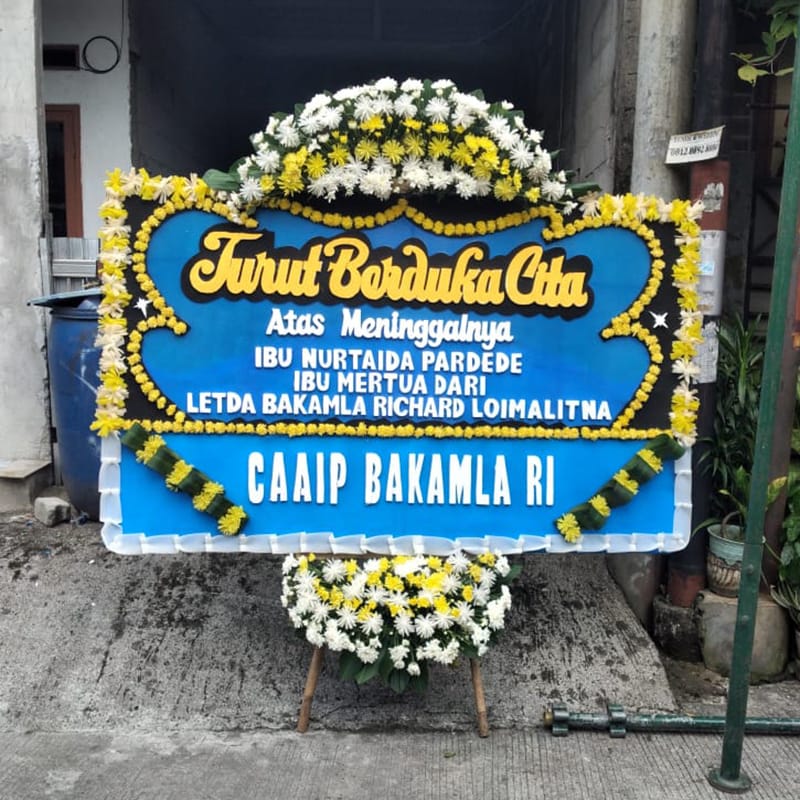 Turut Berduka Cita
Atas Meninggalnya
IBU NURTAIDA PARDEDE
IBU MERTUA DARI
LETDA BAKAMLA RICHARD LOIMALITNA
CAAIP BAKAMLA RI